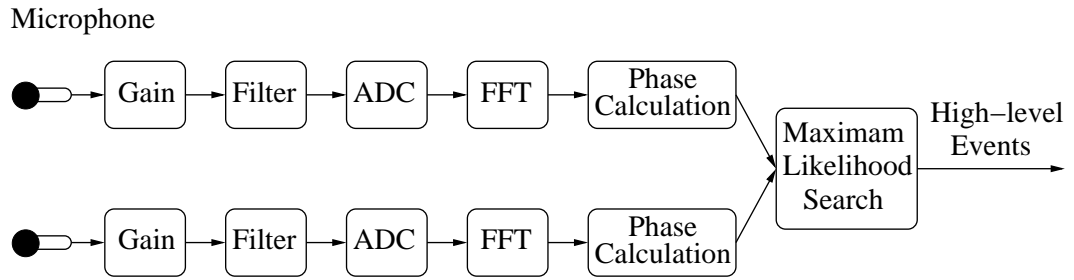 Microphone
Gain
Filter
ADC
FFT
Phase
Calculation
Maximam
Likelihood
Search
High−level
Events
Gain
Filter
ADC
FFT
Phase
Calculation